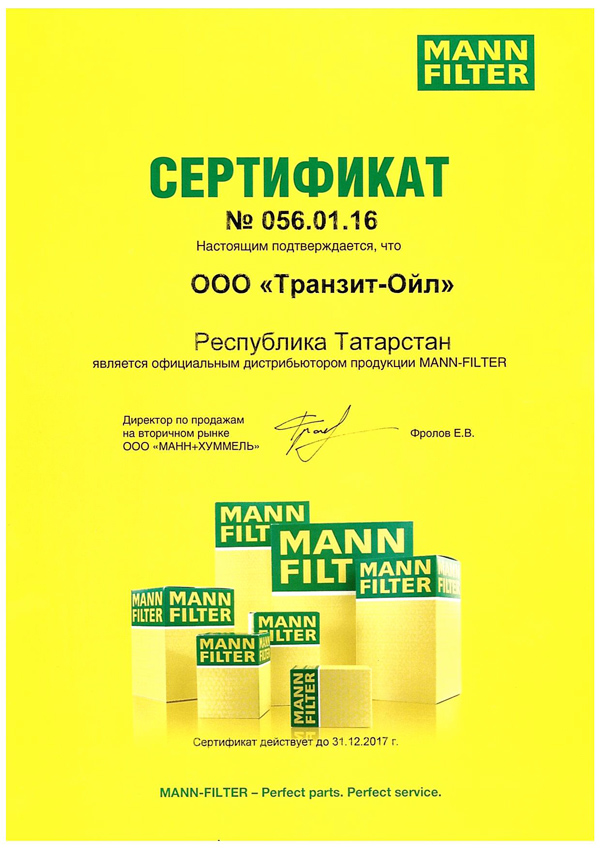 MANN
FILTER
СЕРТИФИКАТ
№ 056.01.16
Настоящим подтверждается, что
ООО «Транзит-Ойл»
Республика Татарстан
является официальным дистрибьютором продукции MANN-FILTER
Директор по продажам
на вторичном рынке
ООО «МАНН+ХУММЕЛЬ»
Фролов Е.В.
MANN
FILTER
MANN
FILT
MANN
FILTER
MANN
FILTER
MANN
FILTER
MANN
FILTER
MANN
FILTER
MANN
FILTER
Сертификат действует до 31.12.2017 г.
MANN-FILTER – Perfect parts. Perfect service.